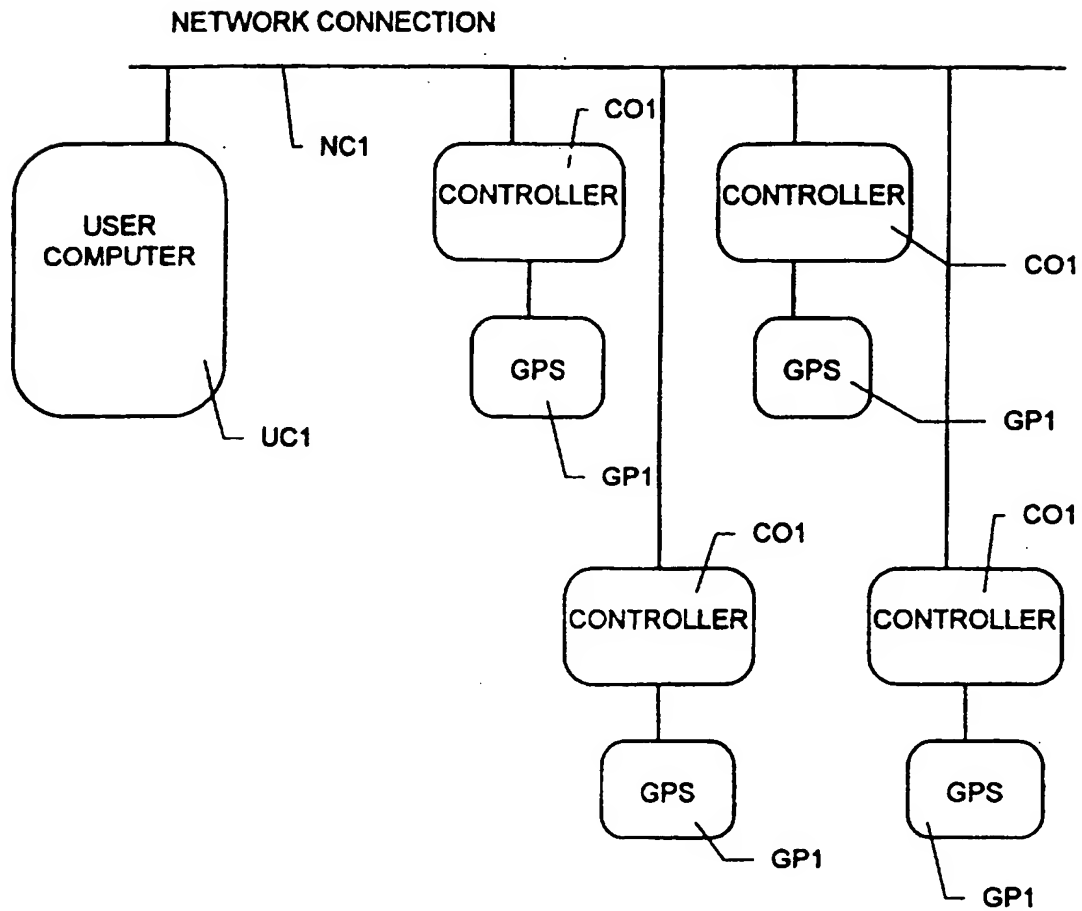 NETWORK CONNECTION
CO1
NC1
CONTROLLER
CONTROLLER
USER
COMPUTER
CO1
GPS
GPS
GP1
UC1
GP1
CO1
CO1
CONTROLLER
CONTROLLER
GPS
GPS
GP1
GP1